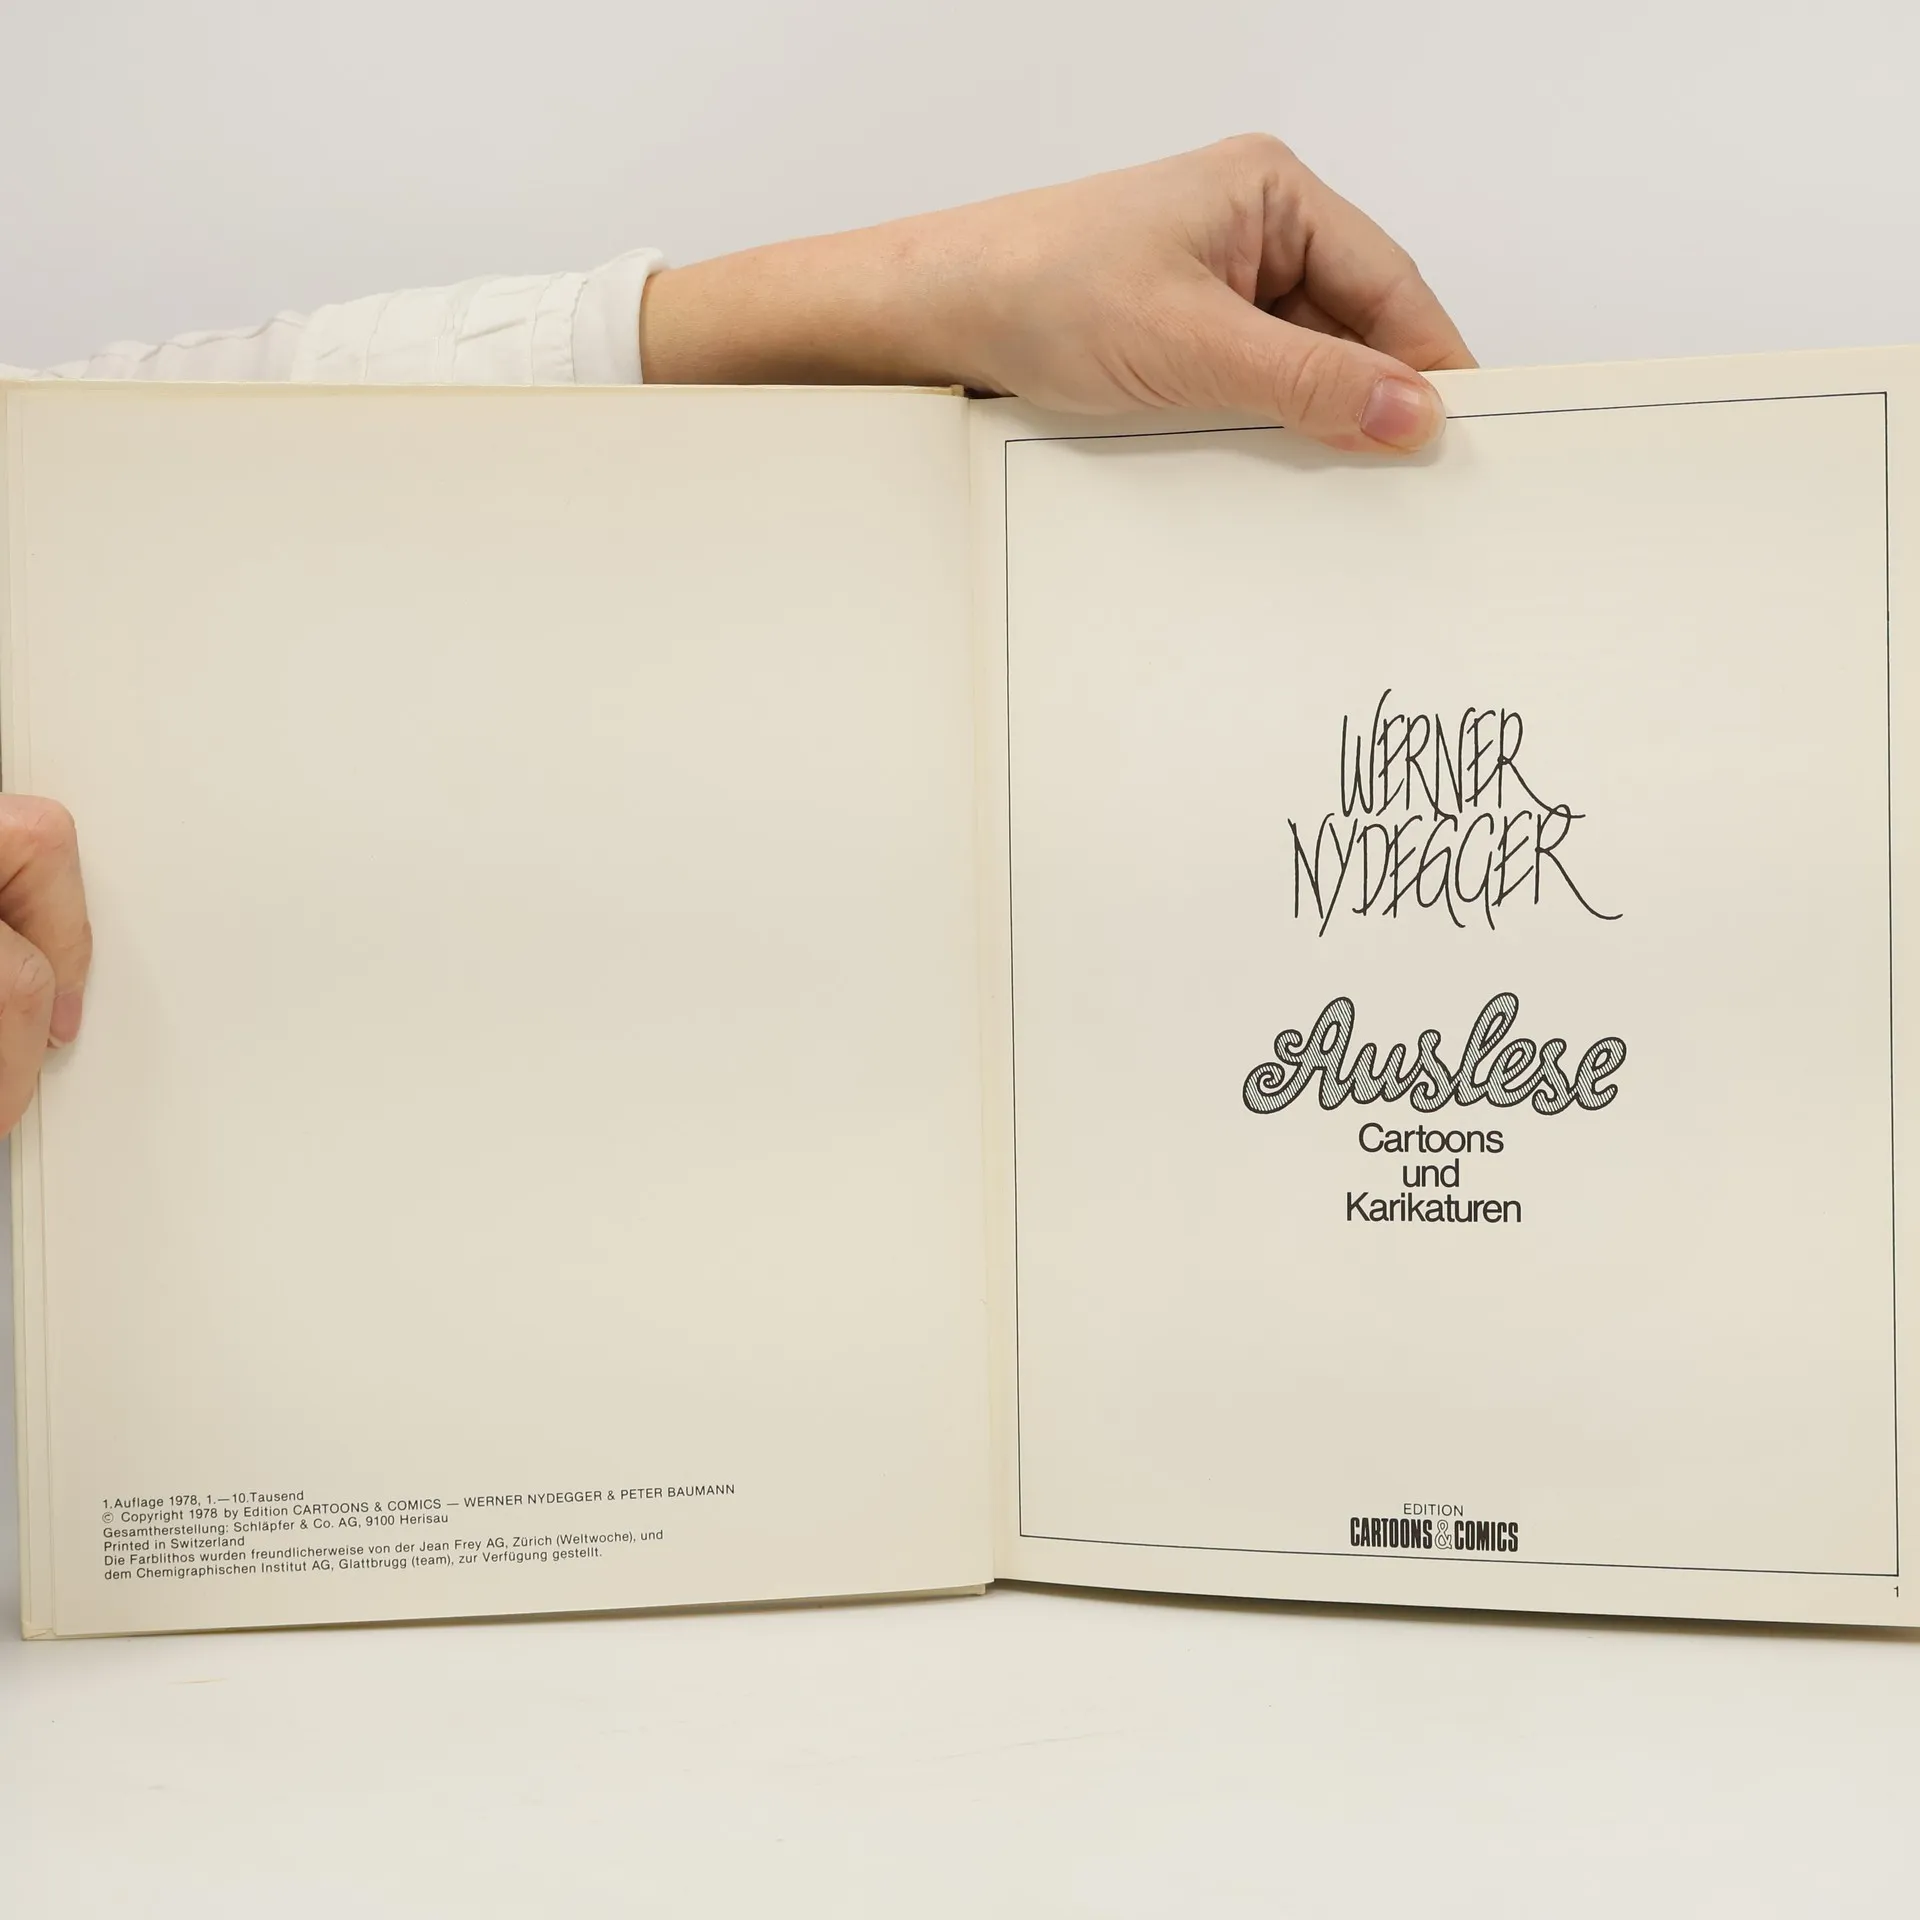 1.Auflage 1978, 1.—10.Tausend
© Copyright 1978 by Edition CARTOONS & COMICS — WERNER NYDEGGER & PETER BAUMANN
Gesamtherstellung: Schläpfer & Co. AG, 9100 Herisau
Printed in Switzerland
Die Farblithos wurden freundlicherweise von der Jean Frey AG, Zürich (Weltwoche), und
dem Chemigraphischen Institut AG, Glattbrugg (team), zur Verfügung gestellt.
WERNER
NYDEGGER
Auslese
Cartoons
und
Karikaturen
EDITION
CARTOONS & COMICS
1